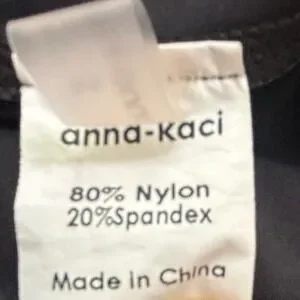 anna-kaci
80% Nylon
20%Spandex
Made in China